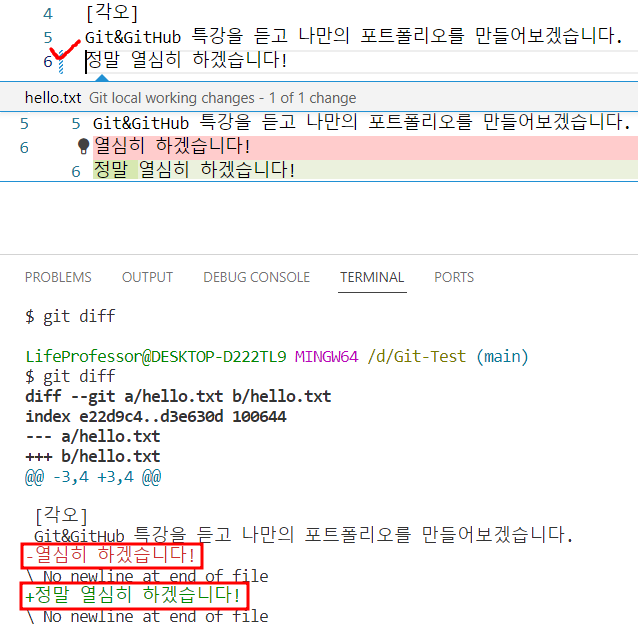 4 [각오]
5 Git&GitHub 특강을 듣고 나만의 포트폴리오를 만들어보겠습니다.
6 정말 열심히 하겠습니다!
hello.txt Git local working changes - 1 of 1 change
5 5 Git&GitHub 특강을 듣고 나만의 포트폴리오를 만들어보겠습니다.
6 열심히 하겠습니다!
6 정말 열심히 하겠습니다!
PROBLEMS OUTPUT DEBUG CONSOLE TERMINAL PORTS
$ git diff
LifeProfessor@DESKTOP-D222TL9 MINGW64 /d/Git-Test (main)
$ git diff
diff --git a/hello.txt b/hello.txt
index e22d9c4..d3e630d 100644
--- a/hello.txt
+++ b/hello.txt
@@ -3,4 +3,4 @@
[각오]
Git&GitHub 특강을 듣고 나만의 포트폴리오를 만들어보겠습니다.
-열심히 하겠습니다!
\ No newline at end of file
+정말 열심히 하겠습니다!
\ No newline at end of file